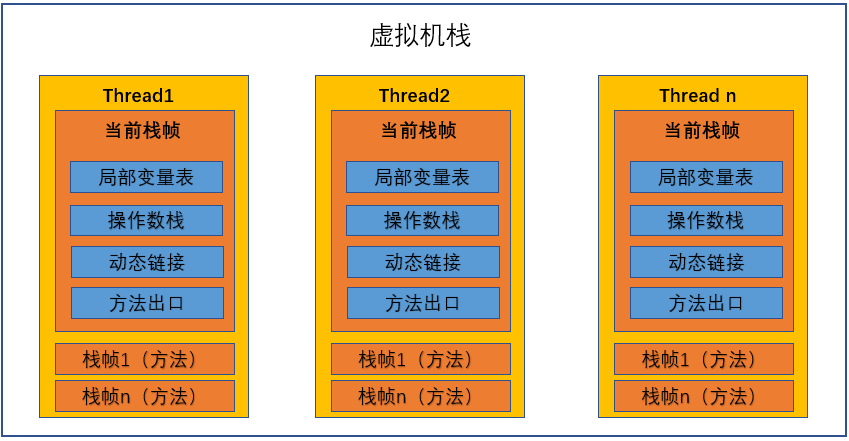 虚拟机栈
Thread1
当前栈帧
局部变量表
操作数栈
动态链接
方法出口
栈帧1（方法）
栈帧n（方法）
Thread2
当前栈帧
局部变量表
操作数栈
动态链接
方法出口
栈帧1（方法）
栈帧n（方法）
Thread n
当前栈帧
局部变量表
操作数栈
动态链接
方法出口
栈帧1（方法）
栈帧n（方法）